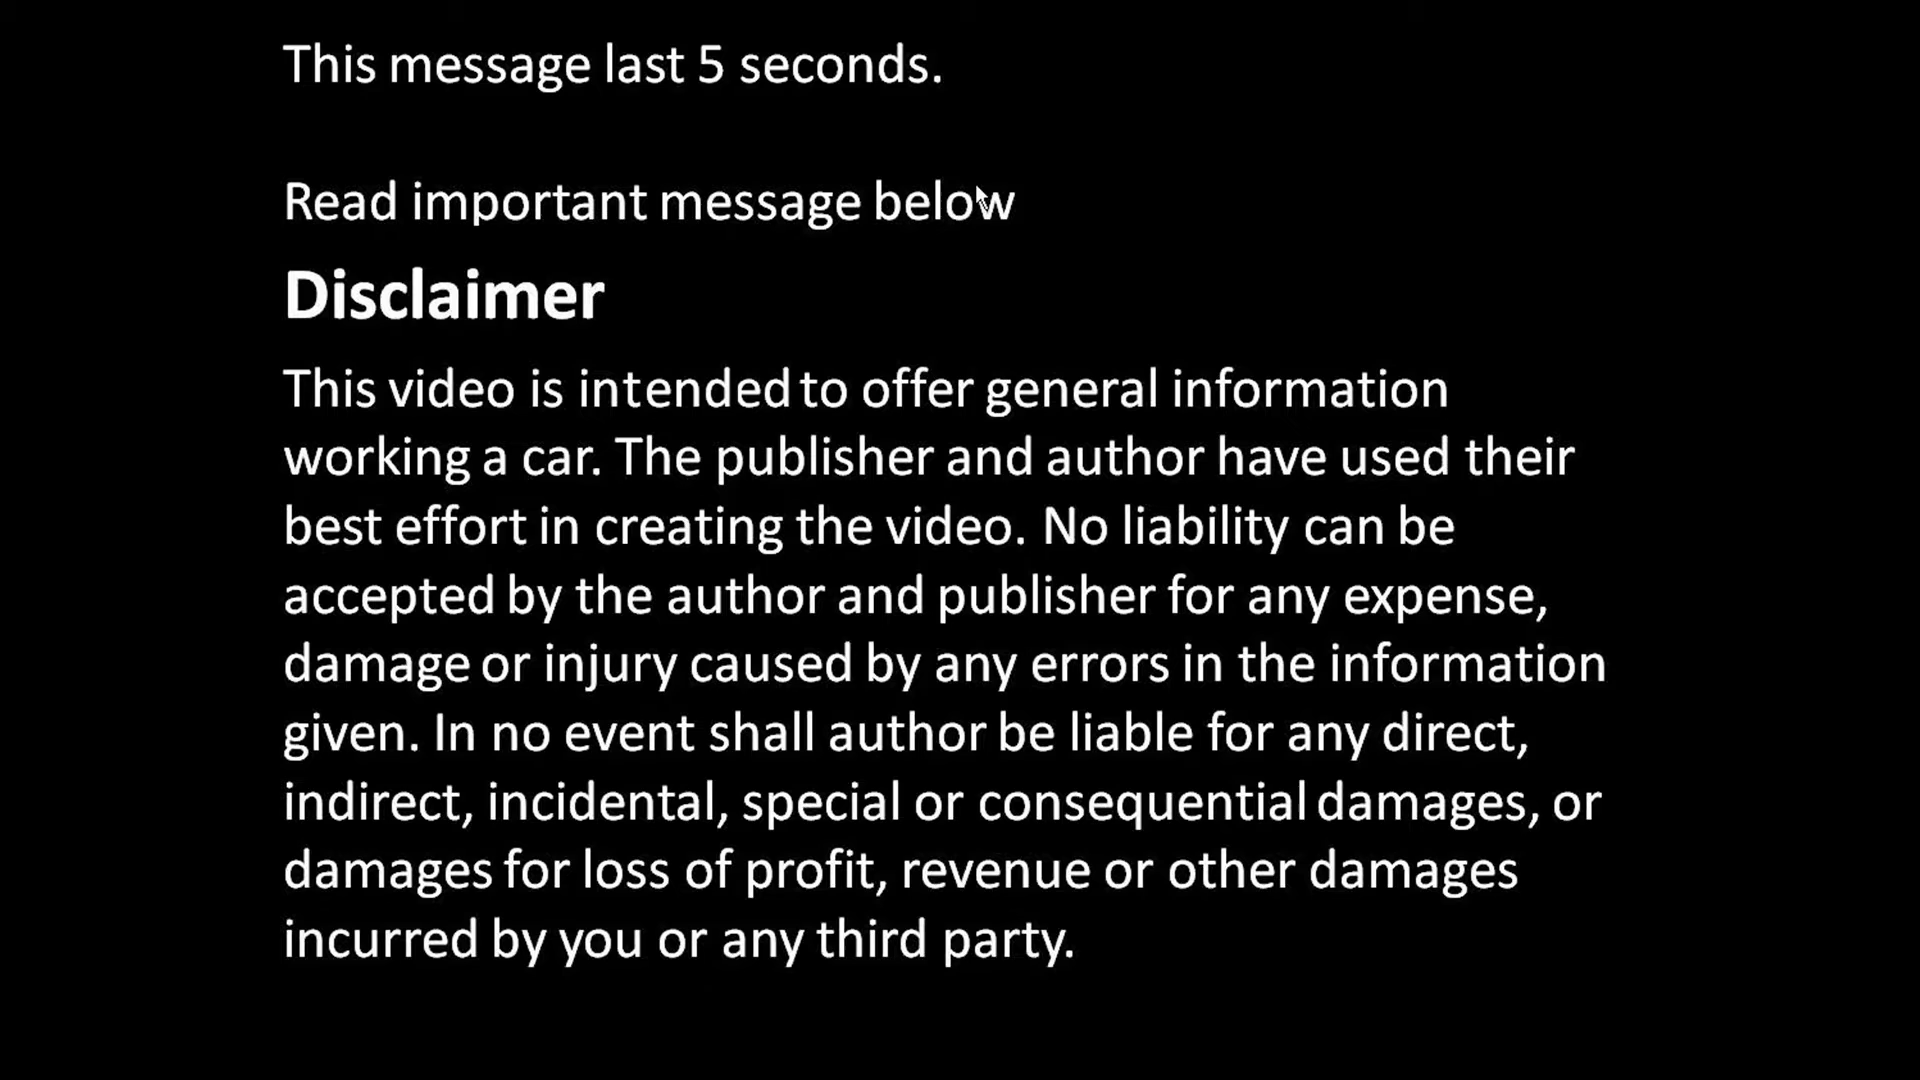 This message last 5 seconds.
Read important message below
Disclaimer
This video is intended to offer general information
working a car. The publisher and author have used their
best effort in creating the video. No liability can be
accepted by the author and publisher for any expense,
damage or injury caused by any errors in the information
given. In no event shall author be liable for any direct,
indirect, incidental, special or consequential damages, or
damages for loss of profit, revenue or other damages
incurred by you or any third party.